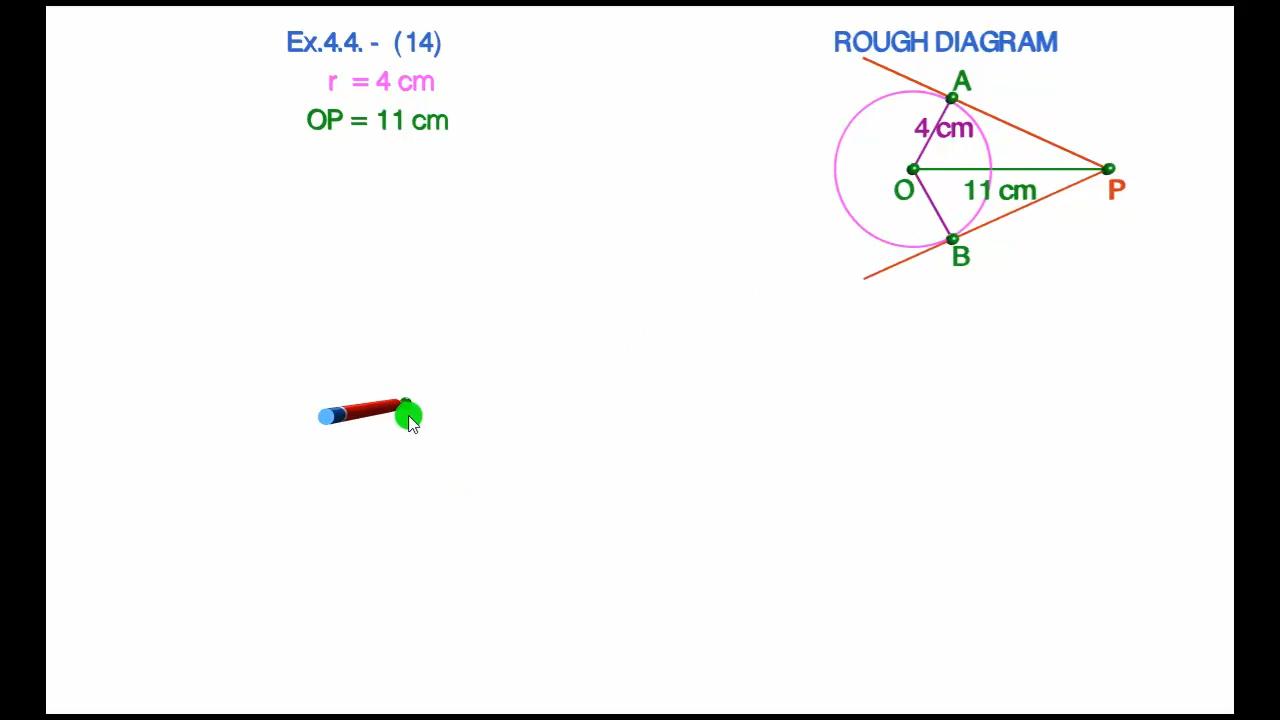 Ex.4.4. - (14)
r = 4 cm
OP = 11 cm
ROUGH DIAGRAM
A
4 cm
O
11 cm
P
B